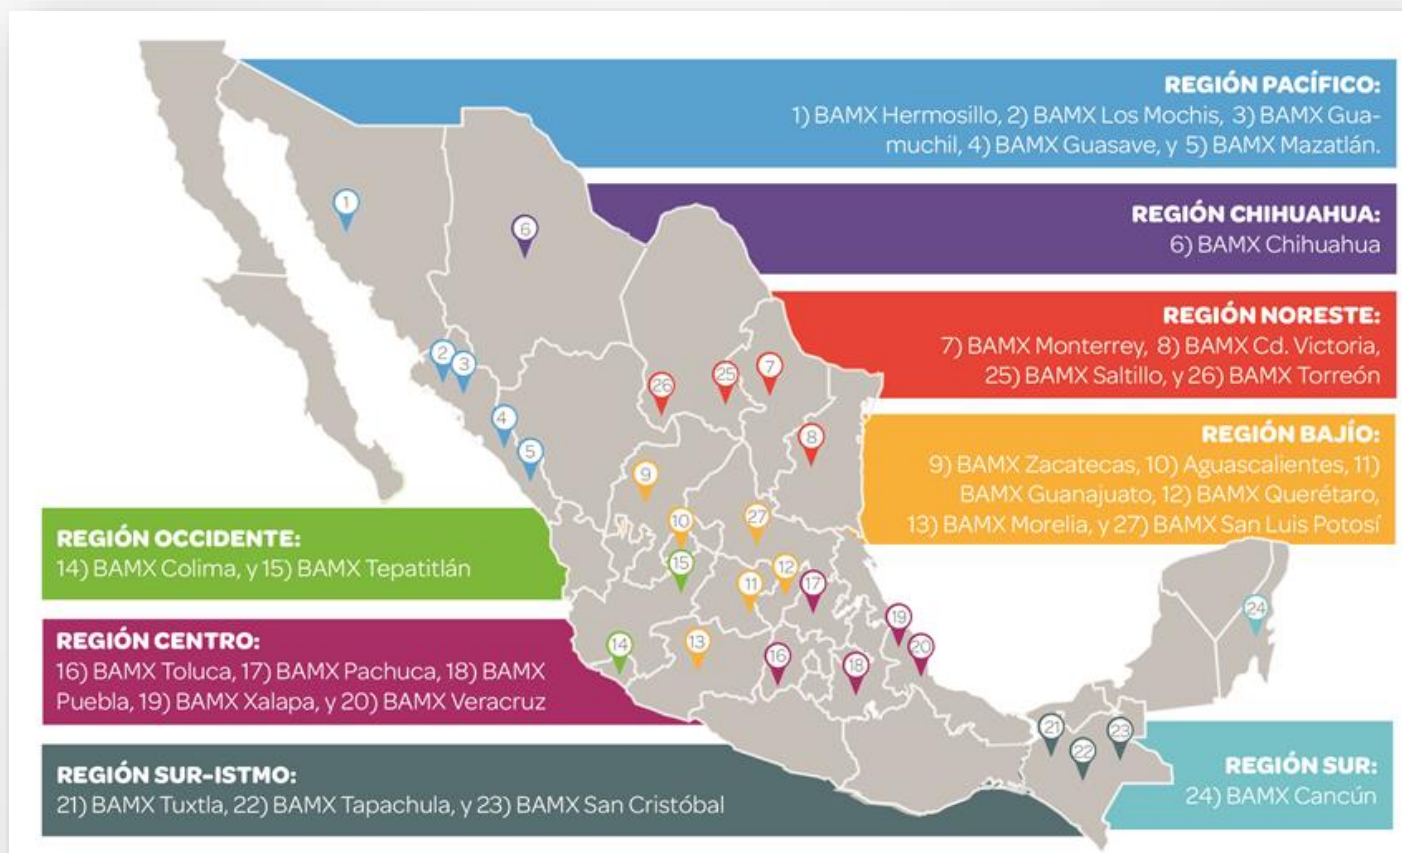 REGIÓN PACÍFICO:
1) BAMX Hermosillo, 2) BAMX Los Mochis, 3) BAMX Gua-
muchil, 4) BAMX Guasave, y 5) BAMX Mazatlán.
REGIÓN CHIHUAHUA:
6) BAMX Chihuahua
REGIÓN NORESTE:
7) BAMX Monterrey, 8) BAMX Cd. Victoria,
25) BAMX Saltillo, y 26) BAMX Torreón
REGIÓN BAJÍO:
9) BAMX Zacatecas, 10) Aguascalientes, 11)
BAMX Guanajuato, 12) BAMX Querétaro,
13) BAMX Morelia, y 27) BAMX San Luis Potosí
REGIÓN OCCIDENTE:
14) BAMX Colima, y 15) BAMX Tepatitlán
REGIÓN CENTRO:
16) BAMX Toluca, 17) BAMX Pachuca, 18) BAMX
Puebla, 19) BAMX Xalapa, y 20) BAMX Veracruz
REGIÓN SUR-ISTMO:
21) BAMX Tuxtla, 22) BAMX Tapachula, y 23) BAMX San Cristóbal
REGIÓN SUR:
24) BAMX Cancún
1
6
2
3
26
25
7
4
8
5
9
10
27
15
11
12
17
24
19
14
13
16
18
20
21
22
23